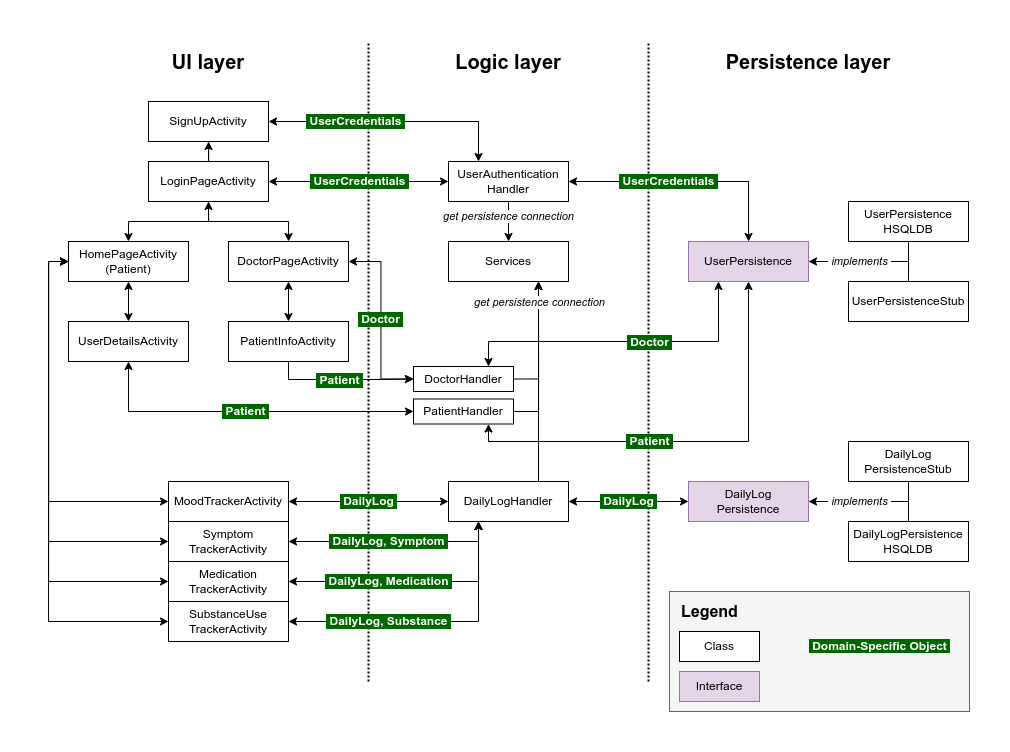 UI layer
Logic layer
Persistence layer
SignUpActivity
UserCredentials
LoginPageActivity
UserCredentials
UserAuthentication
Handler
UserCredentials
get persistence connection
UserPersistence
HSQLDB
HomePageActivity
(Patient)
DoctorPageActivity
Services
UserPersistence
implements
get persistence connection
UserPersistenceStub
Doctor
UserDetailsActivity
PatientInfoActivity
Doctor
Patient
DoctorHandler
Patient
PatientHandler
Patient
DailyLog
PersistenceStub
MoodTrackerActivity
DailyLog
DailyLogHandler
DailyLog
DailyLog
Persistence
implements
Symptom
TrackerActivity
DailyLog, Symptom
DailyLogPersistence
HSQLDB
Medication
TrackerActivity
DailyLog, Medication
SubstanceUse
TrackerActivity
DailyLog, Substance
Legend
Class
Domain-Specific Object
Interface